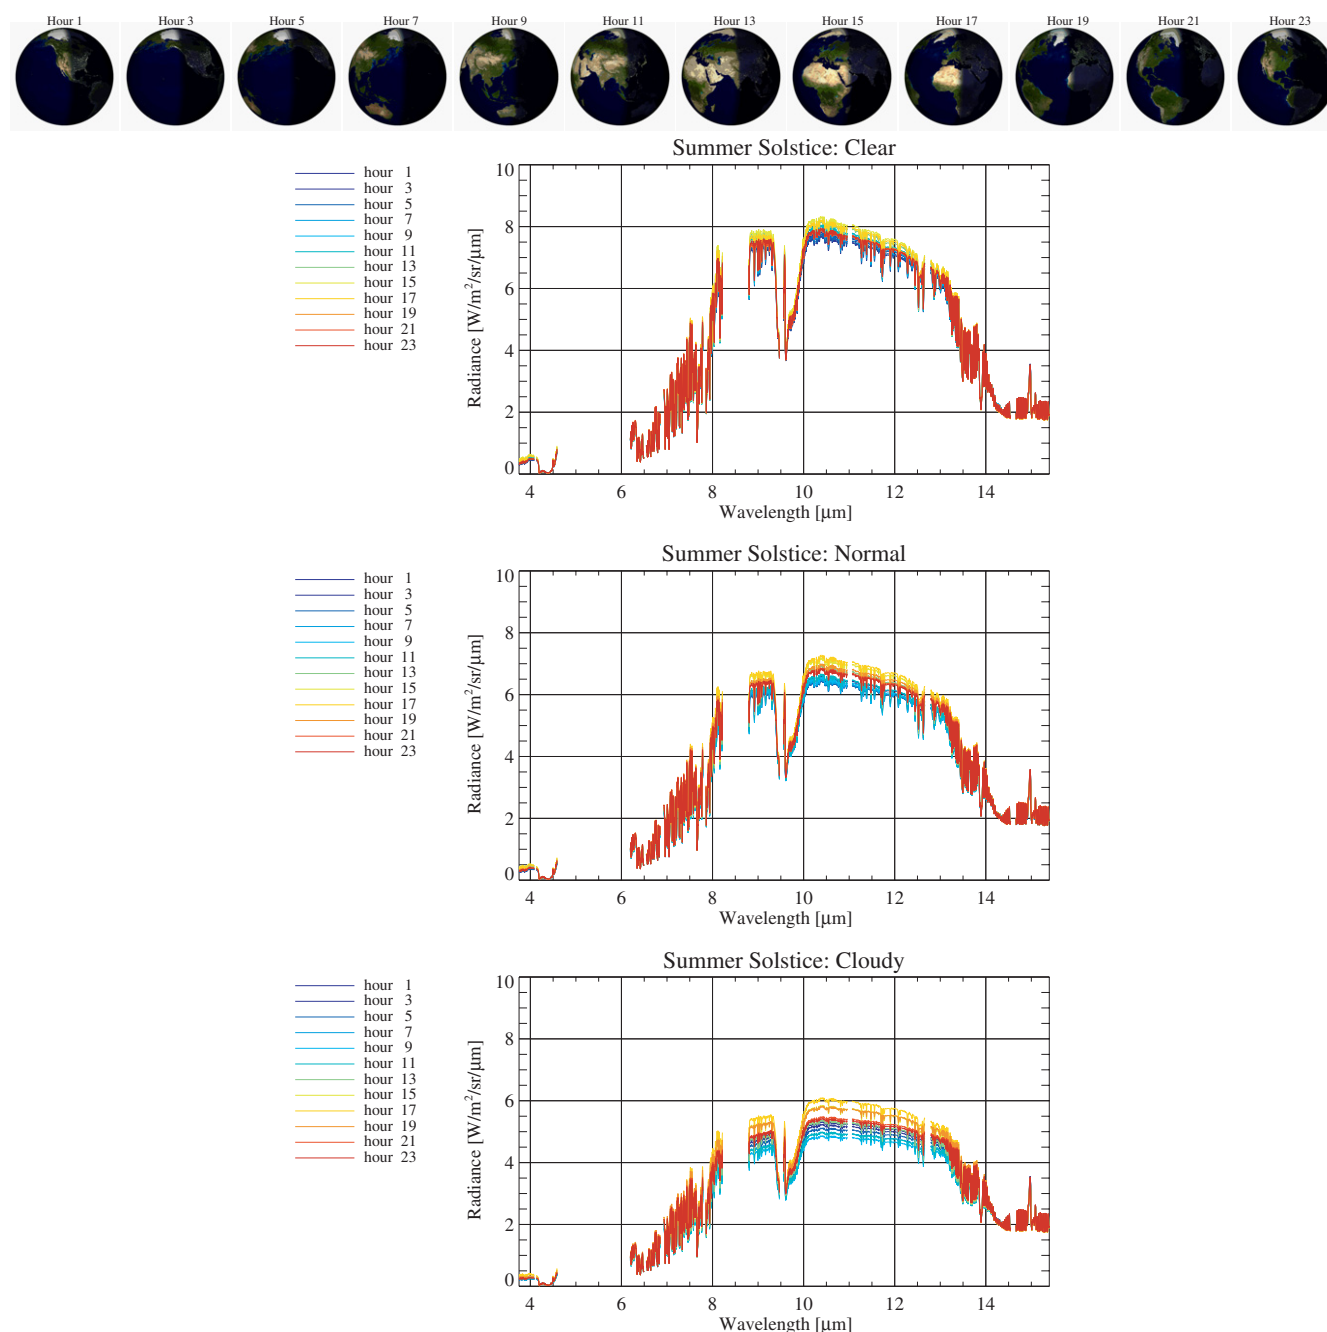 Hour 1 Hour 3 Hour 5 Hour 7 Hour 9 Hour 11 Hour 13 Hour 15 Hour 17 Hour 19 Hour 21 Hour 23
Summer Solstice: Clear
hour 1
hour 3
hour 5
hour 7
hour 9
hour 11
hour 13
hour 15
hour 17
hour 19
hour 21
hour 23
Radiance [W/m²/sr/µm]
10
8
6
4
2
0
4 6 8 10 12 14
Wavelength [µm]
Summer Solstice: Normal
hour 1
hour 3
hour 5
hour 7
hour 9
hour 11
hour 13
hour 15
hour 17
hour 19
hour 21
hour 23
Radiance [W/m²/sr/µm]
10
8
6
4
2
0
4 6 8 10 12 14
Wavelength [µm]
Summer Solstice: Cloudy
hour 1
hour 3
hour 5
hour 7
hour 9
hour 11
hour 13
hour 15
hour 17
hour 19
hour 21
hour 23
Radiance [W/m²/sr/µm]
10
8
6
4
2
0
4 6 8 10 12 14
Wavelength [µm]